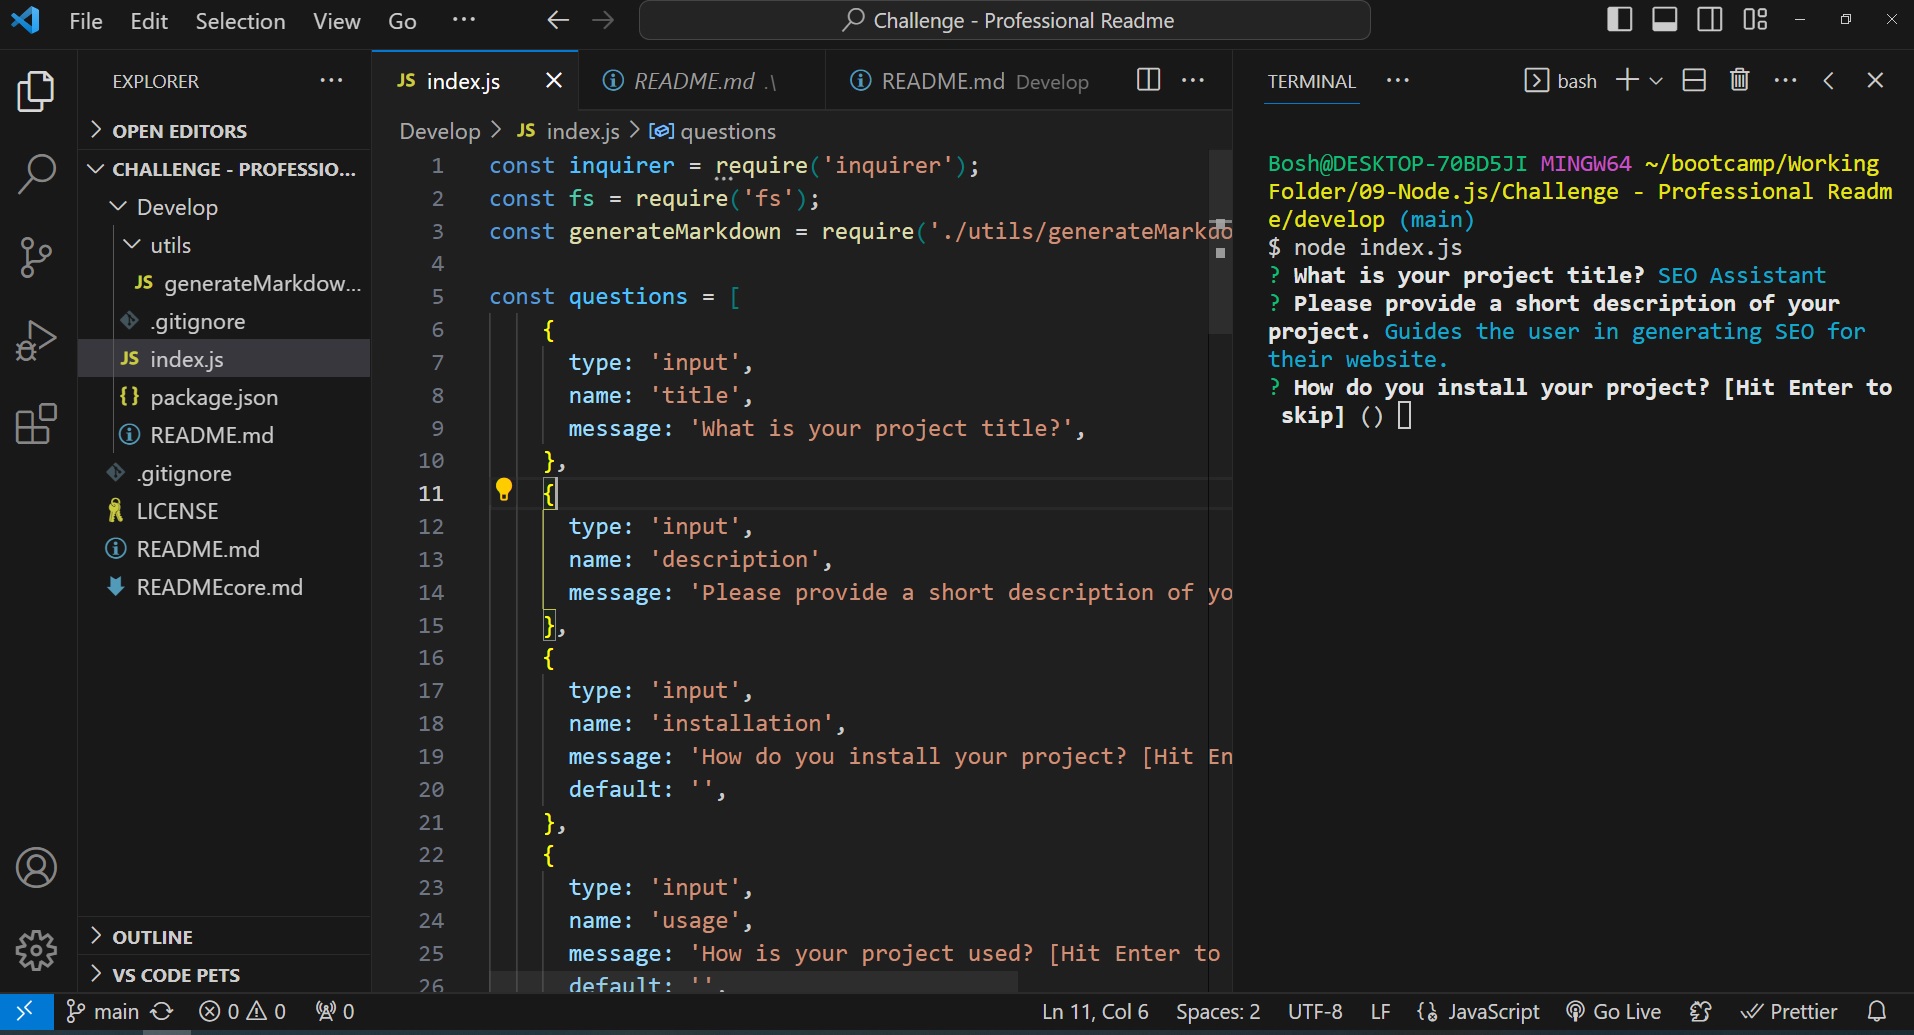 File Edit Selection View Go ··· Challenge - Professional Readme
EXPLORER ···
OPEN EDITORS
CHALLENGE - PROFESSIO...
Develop
utils
JS generateMarkdow...
.gitignore
JS index.js
{} package.json
README.md
.gitignore
LICENSE
README.md
READMEcore.md
OUTLINE
VS CODE PETS
JS index.js README.md .\ README.md Develop ···
Develop > JS index.js > questions
1 const inquirer = require('inquirer');
2 const fs = require('fs');
3 const generateMarkdown = require('./utils/generateMarkdo
4
5 const questions = [
6 {
7 type: 'input',
8 name: 'title',
9 message: 'What is your project title?',
10 },
11 {
12 type: 'input',
13 name: 'description',
14 message: 'Please provide a short description of yo
15 },
16 {
17 type: 'input',
18 name: 'installation',
19 message: 'How do you install your project? [Hit En
20 default: '',
21 },
22 {
23 type: 'input',
24 name: 'usage',
25 message: 'How is your project used? [Hit Enter to
26 default: '',
TERMINAL ··· bash ···
Bosh@DESKTOP-70BD5JI MINGW64 ~/bootcamp/Working
Folder/09-Node.js/Challenge - Professional Readm
e/develop (main)
$ node index.js
? What is your project title? SEO Assistant
? Please provide a short description of your
project. Guides the user in generating SEO for
their website.
? How do you install your project? [Hit Enter to
skip] ()
main 0 0 0 Ln 11, Col 6 Spaces: 2 UTF-8 LF JavaScript Go Live Prettier